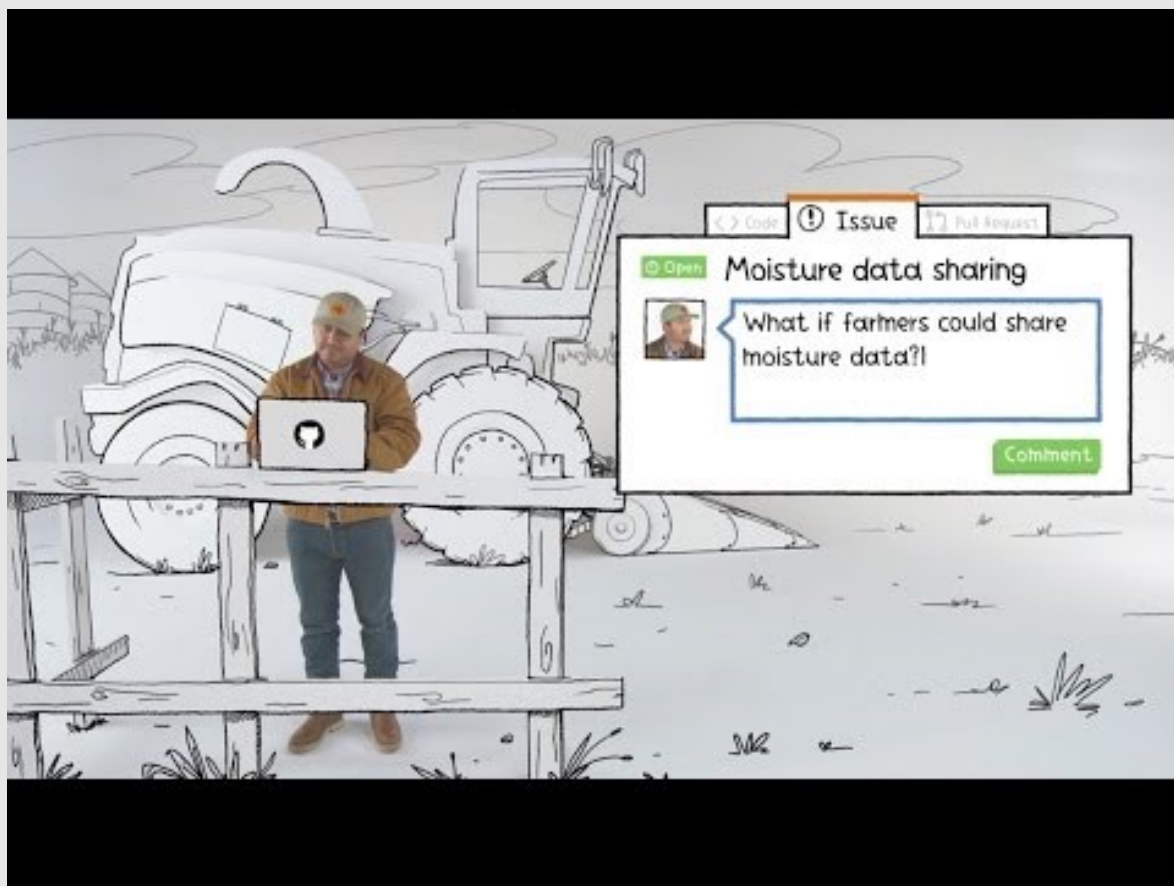 Code
Issue
Pull Request
Open
Moisture data sharing
What if farmers could share
moisture data?
Comment